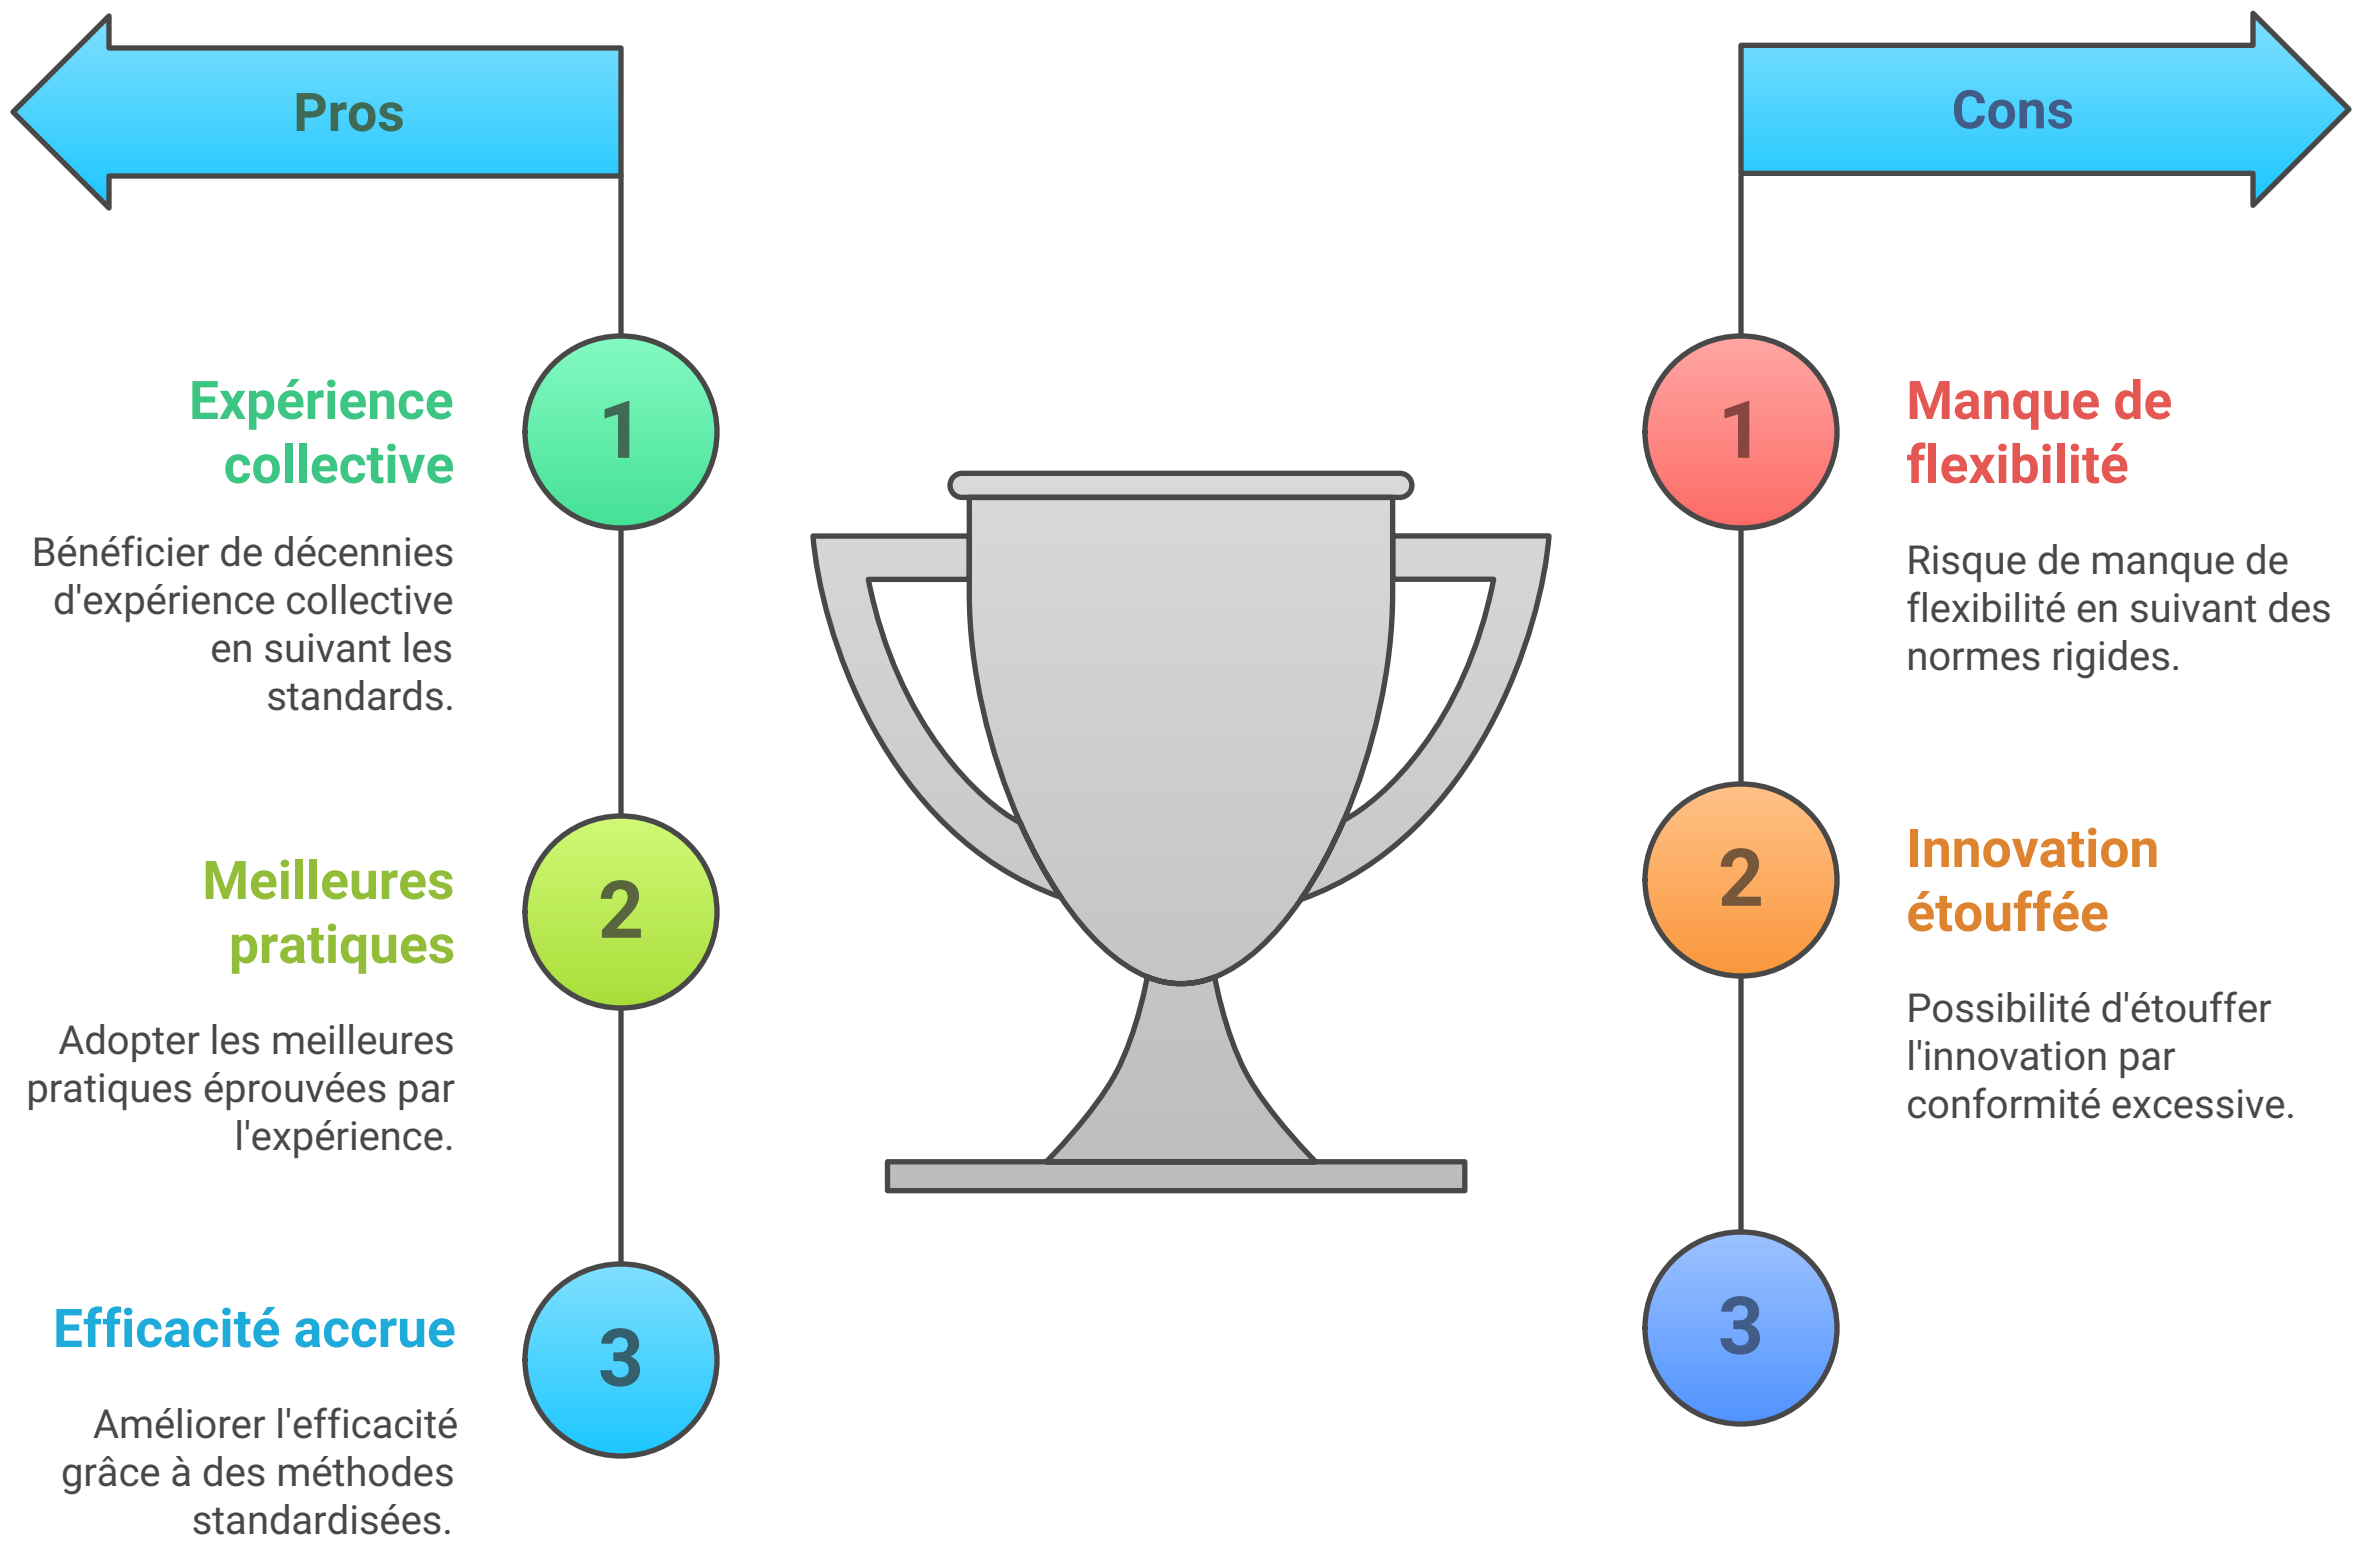 Pros
1
Expérience
collective
Bénéficier de décennies
d'expérience collective
en suivant les
standards.
2
Meilleures
pratiques
Adopter les meilleures
pratiques éprouvées par
l'expérience.
3
Efficacité accrue
Améliorer l'efficacité
grâce à des méthodes
standardisées.
Cons
1
Manque de
flexibilité
Risque de manque de
flexibilité en suivant des
normes rigides.
2
Innovation
étouffée
Possibilité d'étouffer
l'innovation par
conformité excessive.
3